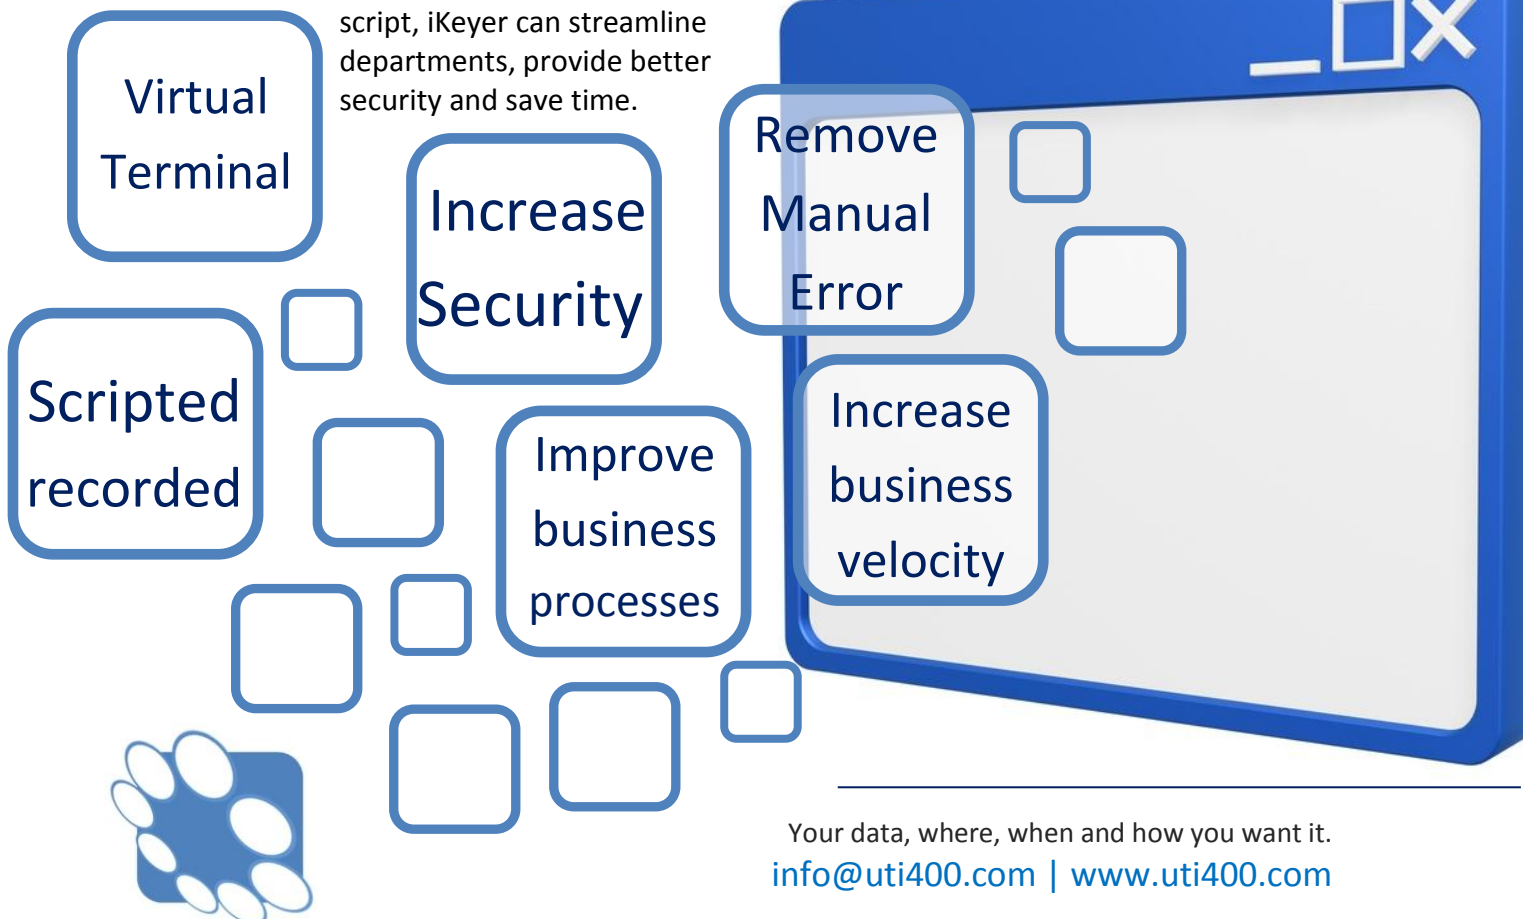 script, iKeyer can streamline
departments, provide better
security and save time.
Virtual
Terminal
Increase
Security
Remove
Manual
Error
Scripted
recorded
Improve
business
processes
Increase
business
velocity
Your data, where, when and how you want it.
info@uti400.com | www.uti400.com